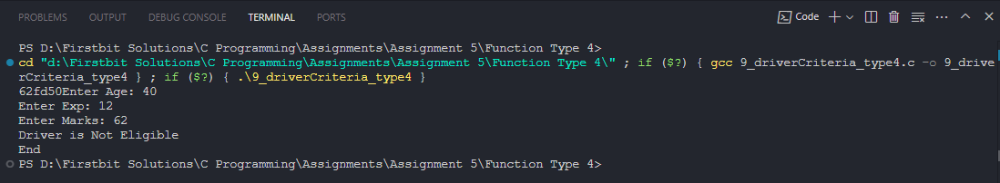 PROBLEMS OUTPUT DEBUG CONSOLE TERMINAL PORTS Code
PS D:\Firstbit Solutions\C Programming\Assignments\Assignment 5\Function Type 4>
cd "d:\Firstbit Solutions\C Programming\Assignments\Assignment 5\Function Type 4\" ; if ($?) { gcc 9_driverCriteria_type4.c -o 9_drive
rCriteria_type4 } ; if ($?) { .\9_driverCriteria_type4 }
62fd50Enter Age: 40
Enter Exp: 12
Enter Marks: 62
Driver is Not Eligible
End
PS D:\Firstbit Solutions\C Programming\Assignments\Assignment 5\Function Type 4>